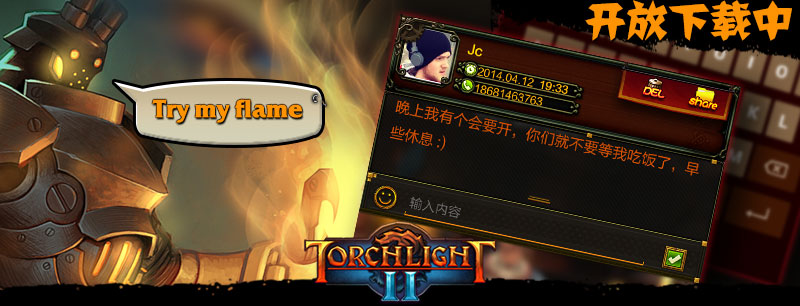 开放下载中
Try my flame
Jc
2014.04.12 19:33
18681463763
DEL
share
晚上我有个会要开，你们就不要等我吃饭了，早
些休息 :)
输入内容
TORCHLIGHT
II